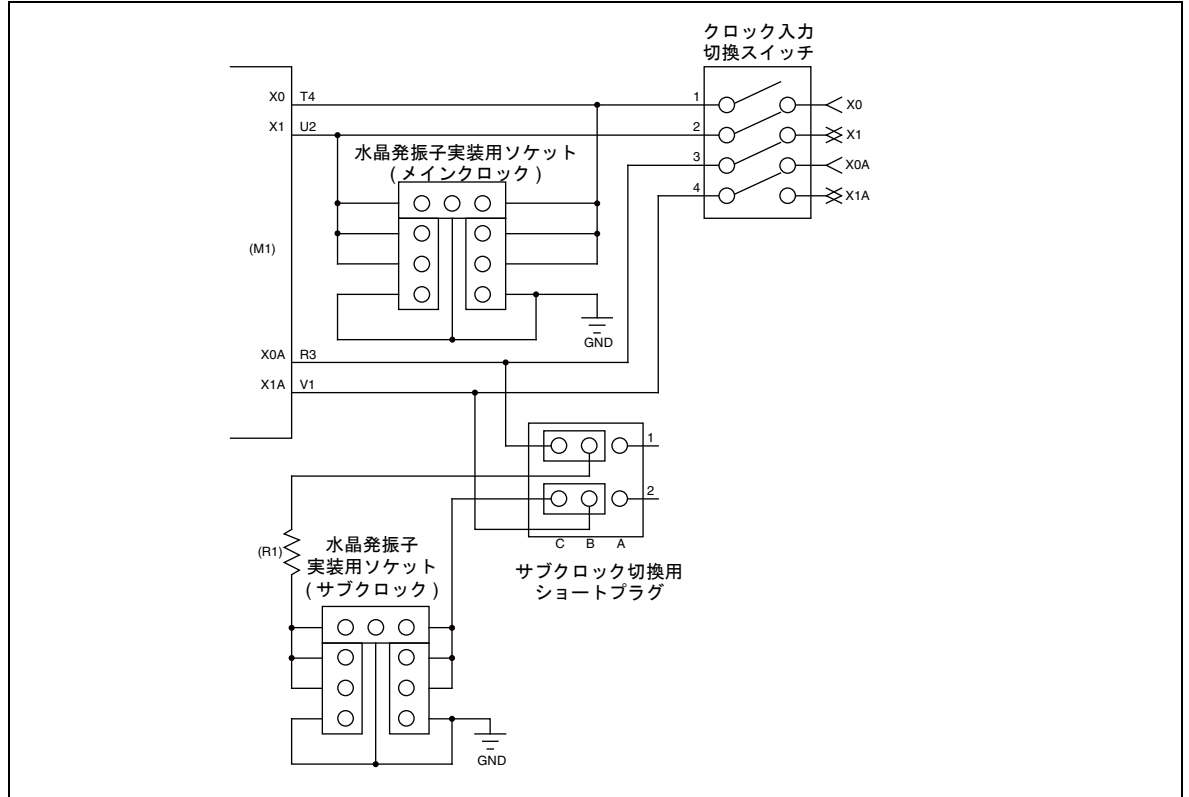 クロック入力
切換スイッチ
X0 T4
1
X0
X1 U2
2
X1
水晶発振子実装用ソケット
( メインクロック )
3
X0A
4
X1A
(M1)
GND
X0A R3
X1A V1
1
2
C B A
(R1)
水晶発振子
実装用ソケット
( サブクロック )
サブクロック切換用
ショートプラグ
GND